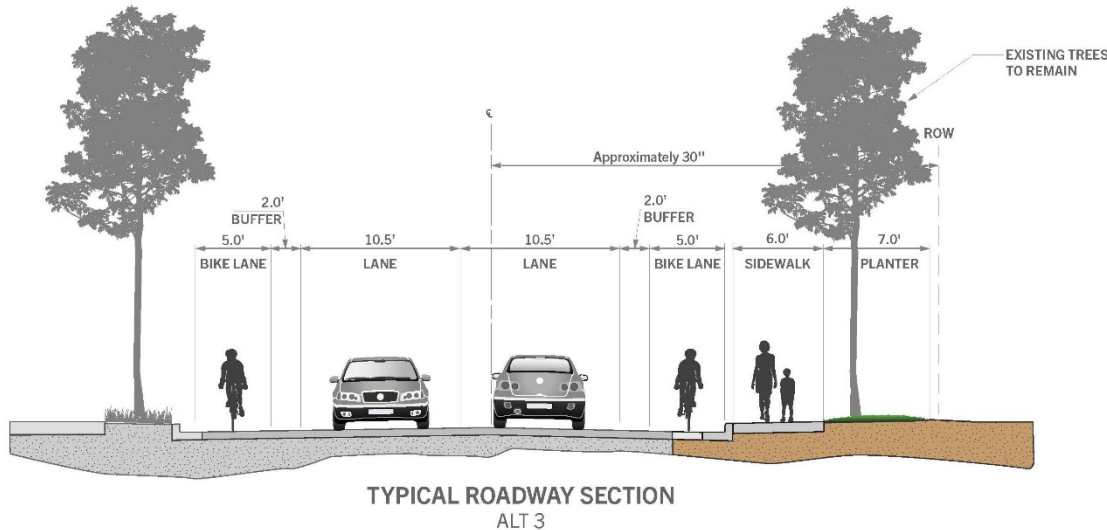 EXISTING TREES
TO REMAIN
℄
ROW
Approximately 30"
2.0'
BUFFER
2.0'
BUFFER
5.0'
10.5'
10.5'
5.0'
6.0'
7.0'
BIKE LANE
LANE
LANE
BIKE LANE
SIDEWALK
PLANTER
TYPICAL ROADWAY SECTION
ALT 3